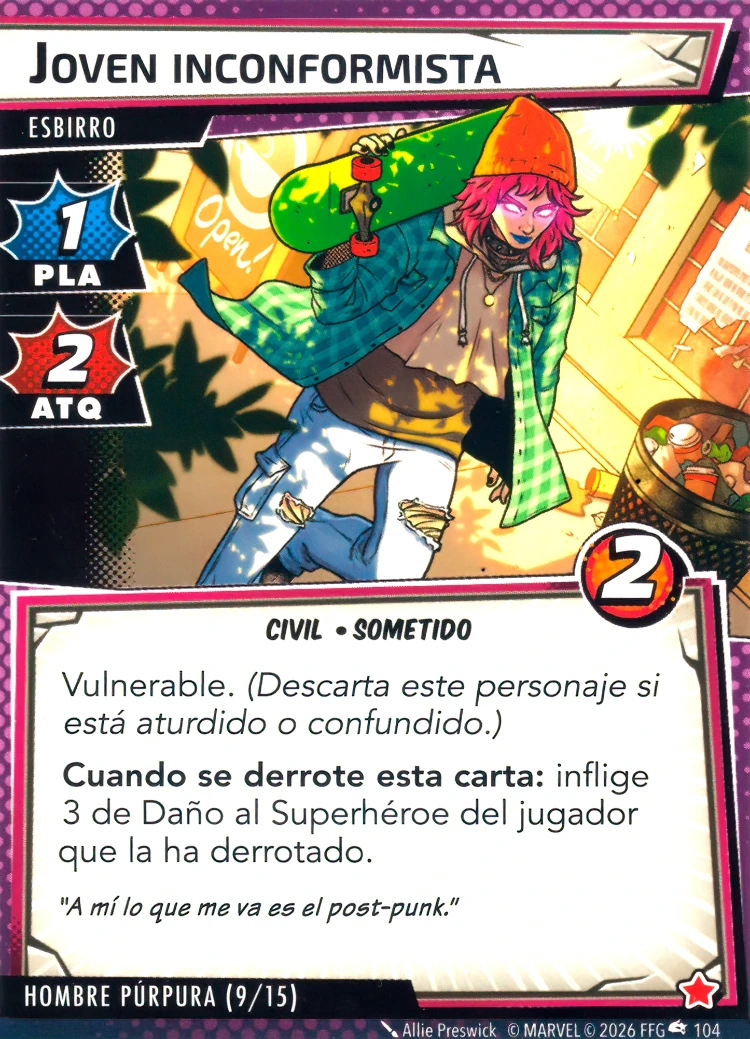 JOVEN INCONFORMISTA
ESBIRRO
1
PLA
2
ATQ
Open!
2
CIVIL • SOMETIDO
Vulnerable. (Descarta este personaje si
está aturdido o confundido.)
Cuando se derrote esta carta: inflige
3 de Daño al Superhéroe del jugador
que la ha derrotado.
"A mí lo que me va es el post-punk."
HOMBRE PÚRPURA (9/15)
Allie Preswick © MARVEL © 2026 FFG 104